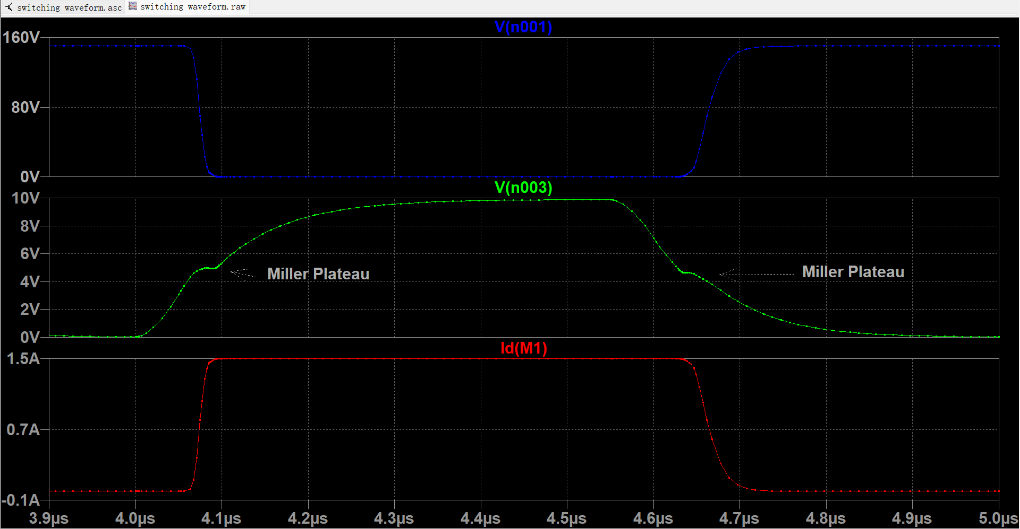 switching waveform.asc switching waveform.raw
V(n001)
160V
80V
0V
V(n003)
10V
8V
6V
Miller Plateau Miller Plateau
4V
2V
0V
Id(M1)
1.5A
0.7A
-0.1A
3.9µs 4.0µs 4.1µs 4.2µs 4.3µs 4.4µs 4.5µs 4.6µs 4.7µs 4.8µs 4.9µs 5.0µs